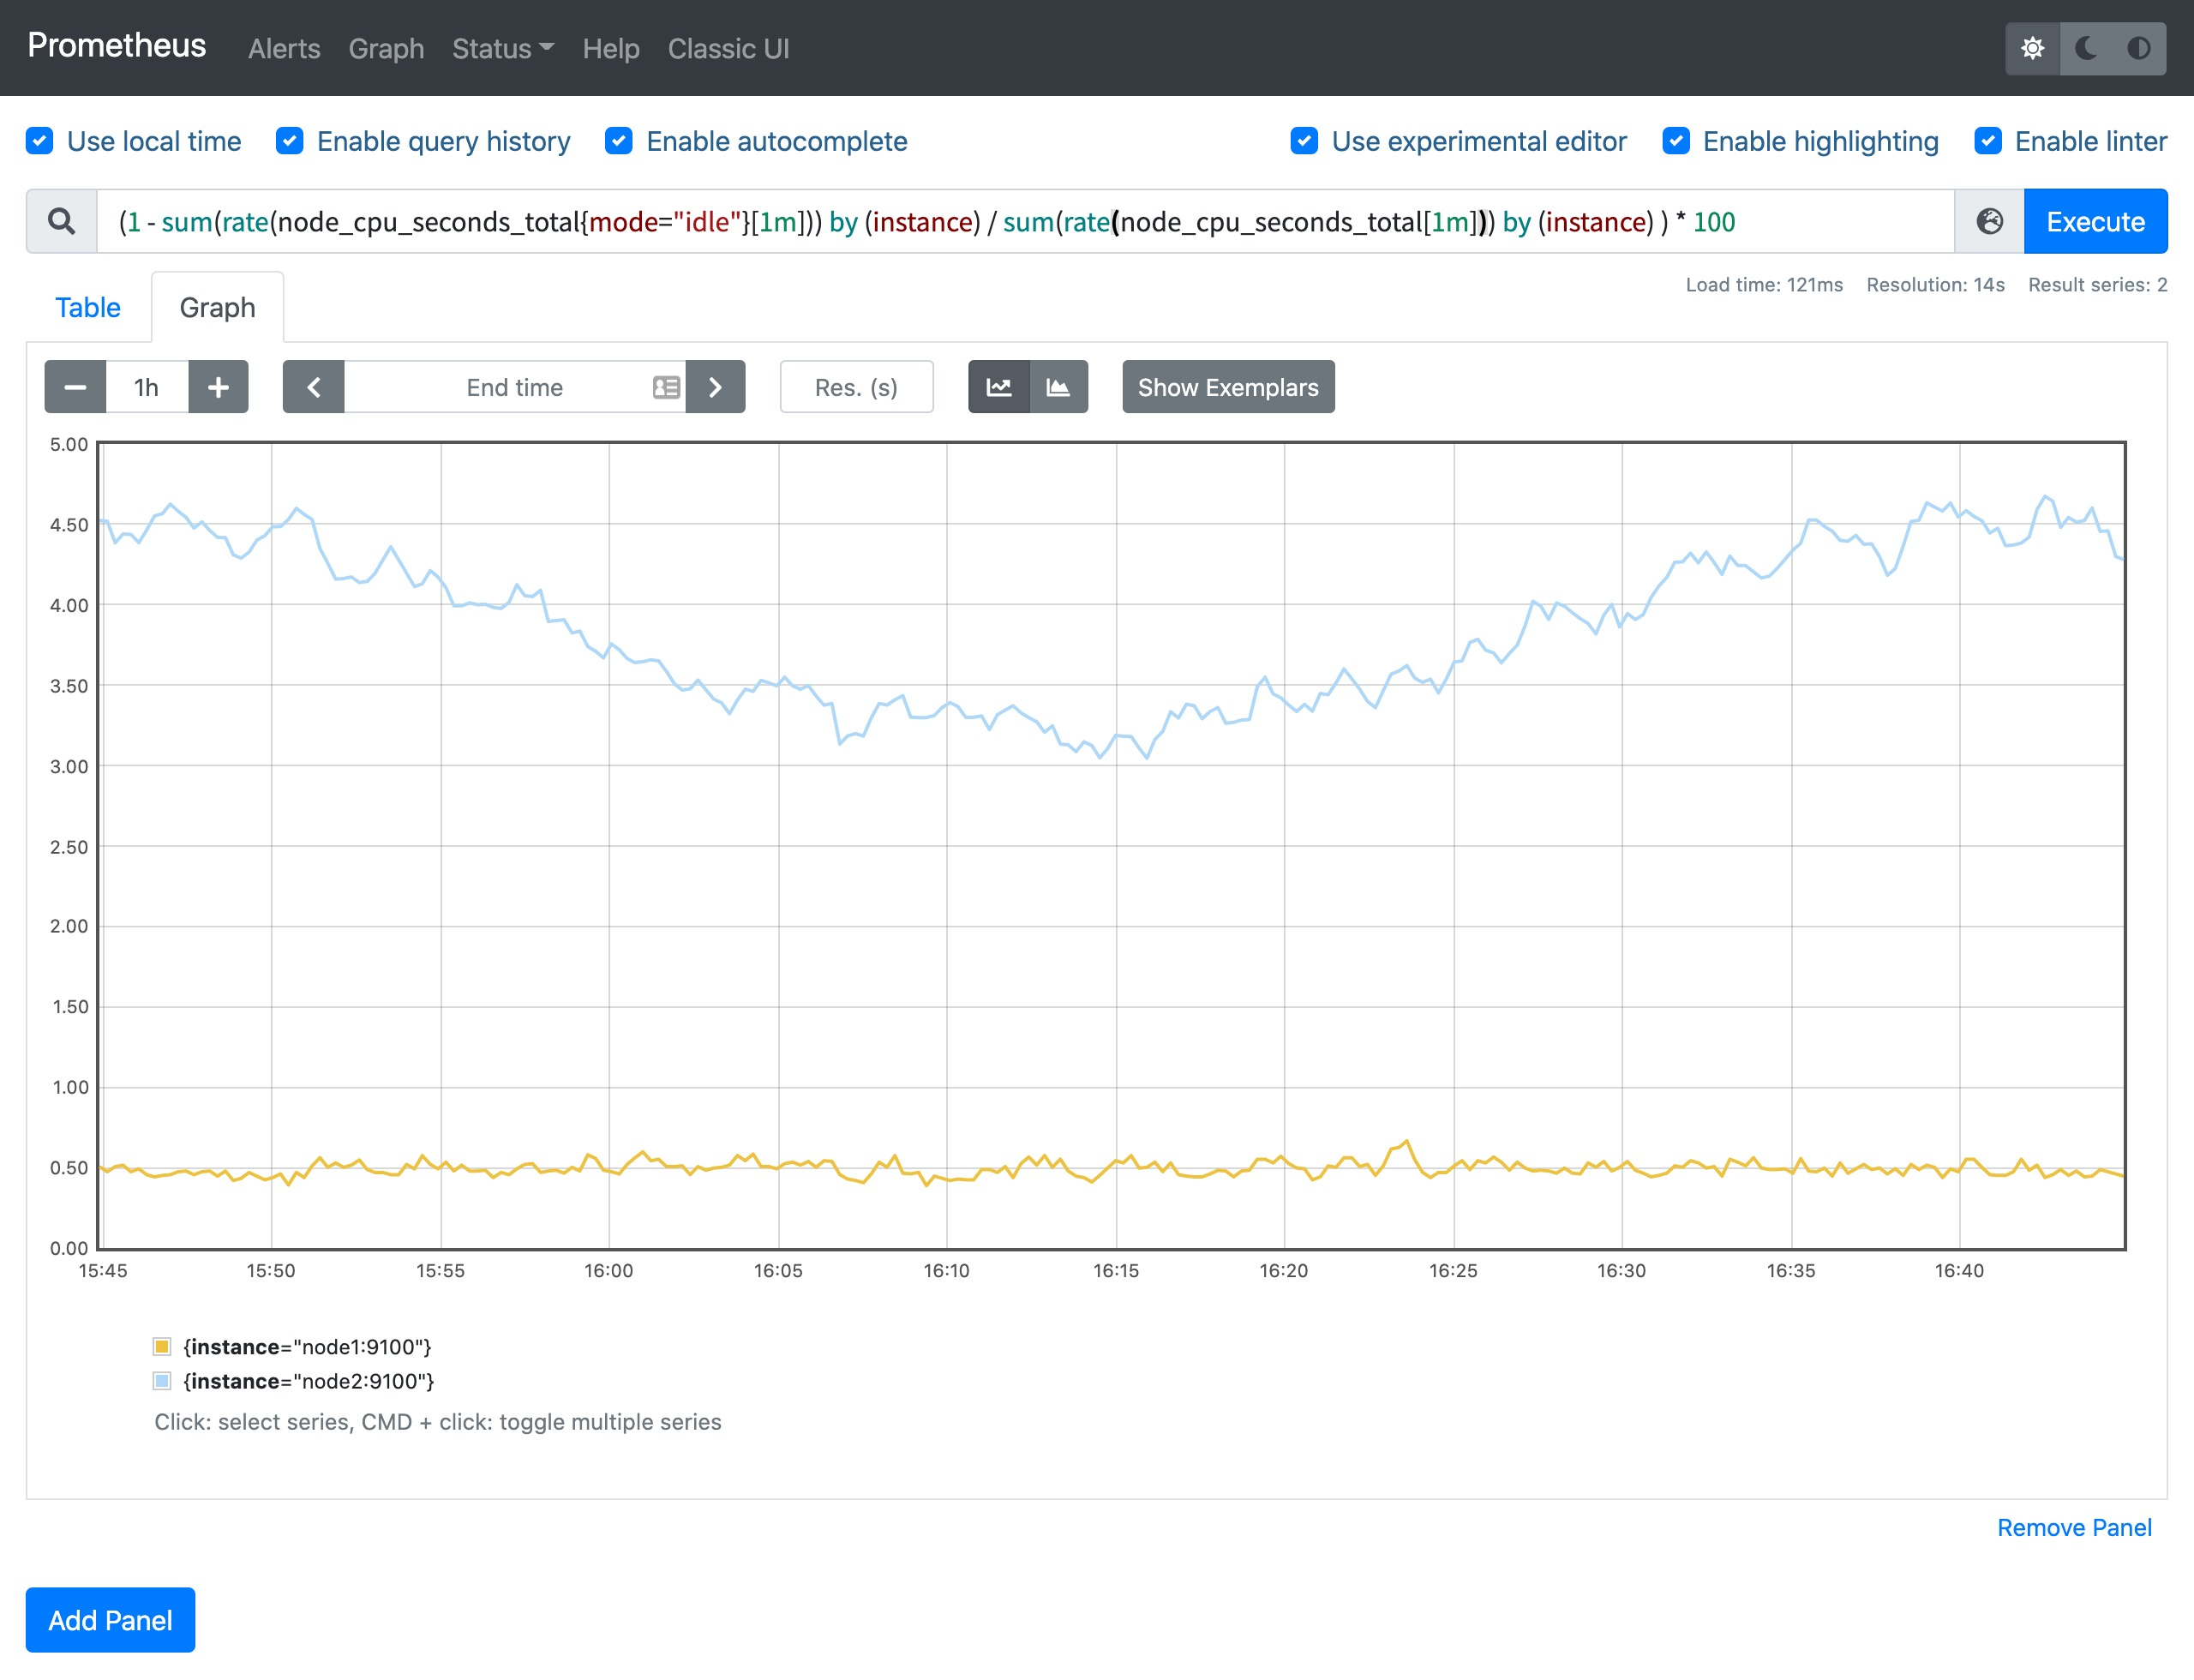 Prometheus Alerts Graph Status Help Classic UI
Use local time Enable query history Enable autocomplete Use experimental editor Enable highlighting Enable linter
(1 - sum(rate(node_cpu_seconds_total{mode="idle"}[1m])) by (instance) / sum(rate(node_cpu_seconds_total[1m])) by (instance) ) * 100 Execute
Load time: 121ms Resolution: 14s Result series: 2
Table Graph
1h End time Res. (s) Show Exemplars
5.00
4.50
4.00
3.50
3.00
2.50
2.00
1.50
1.00
0.50
0.00
15:45 15:50 15:55 16:00 16:05 16:10 16:15 16:20 16:25 16:30 16:35 16:40
{instance="node1:9100"}
{instance="node2:9100"}
Click: select series, CMD + click: toggle multiple series
Remove Panel
Add Panel